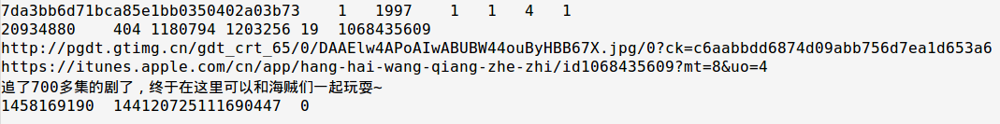 7da3bb6d71bca85e1bb0350402a03b73 1 1997 1 1 4 1
20934880 404 1180794 1203256 19 1068435609
http://pgdt.gtimg.cn/gdt_crt_65/0/DAAElw4APoAIwABUBW44ouByHBB67X.jpg/0?ck=c6aabbdd6874d09abb756d7ea1d653a6
https://itunes.apple.com/cn/app/hang-hai-wang-qiang-zhe-zhi/id1068435609?mt=8&uo=4
追了700多集的剧了，终于在这里可以和海贼们一起玩耍~
1458169190 144120725111690447 0